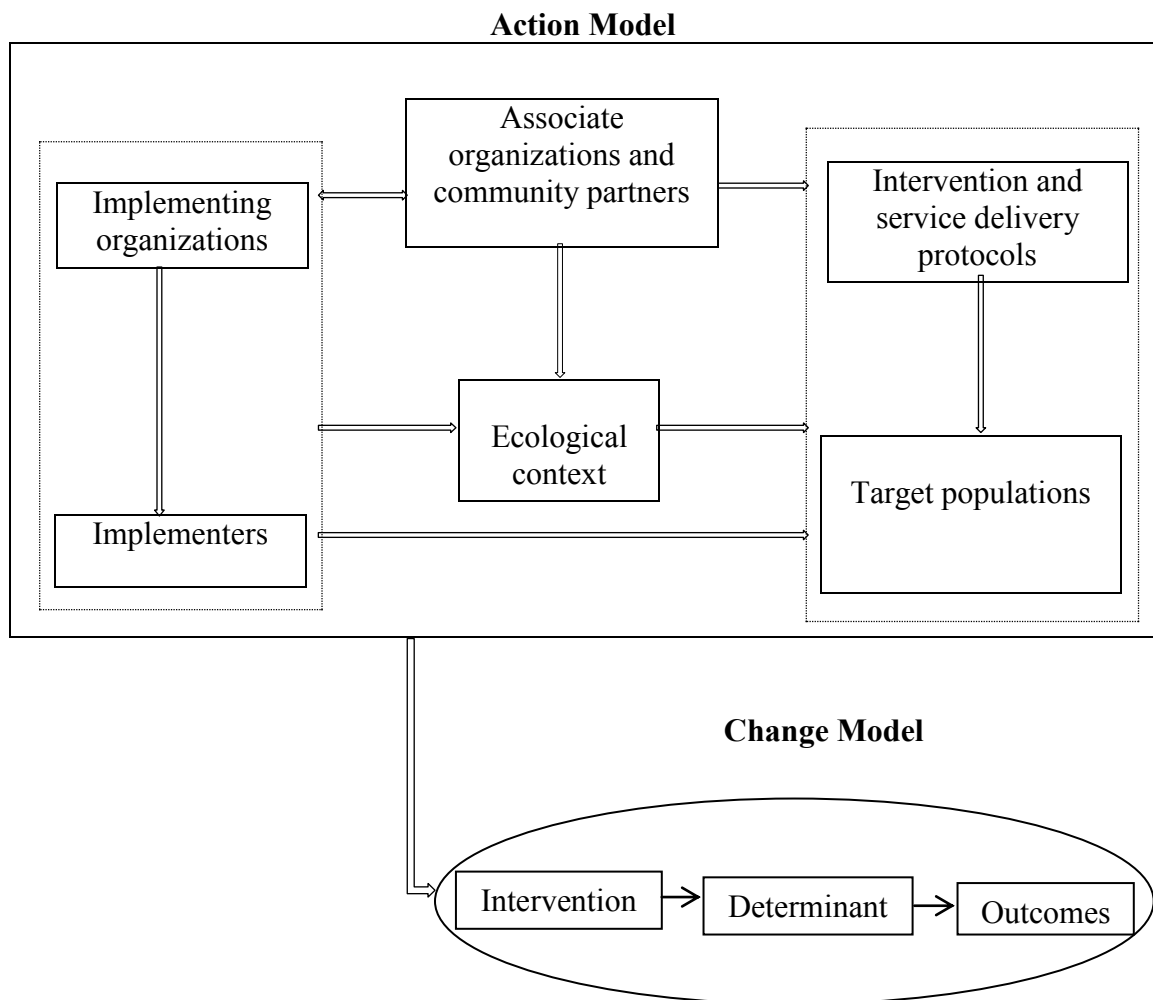 Action Model
Associate
organizations and
community partners
Implementing
organizations
Intervention and
service delivery
protocols
Ecological
context
Target populations
Implementers
Change Model
Intervention
Determinant
Outcomes